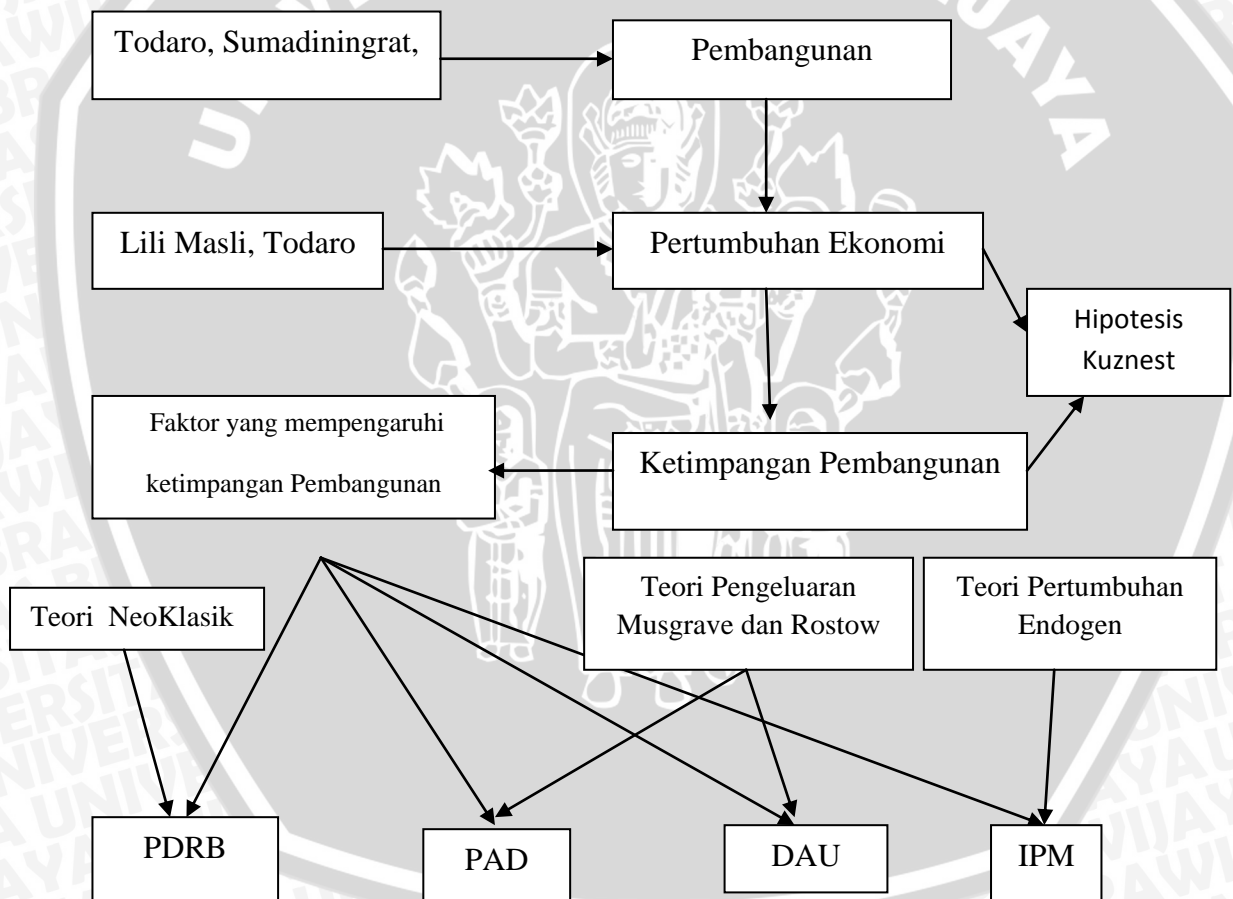 Todaro, Sumadiningrat,
Pembangunan
Lili Masli, Todaro
Pertumbuhan Ekonomi
Hipotesis
Kuznest
Faktor yang mempengaruhi
ketimpangan Pembangunan
Ketimpangan Pembangunan
Teori NeoKlasik
Teori Pengeluaran
Musgrave dan Rostow
Teori Pertumbuhan
Endogen
PDRB
PAD
DAU
IPM